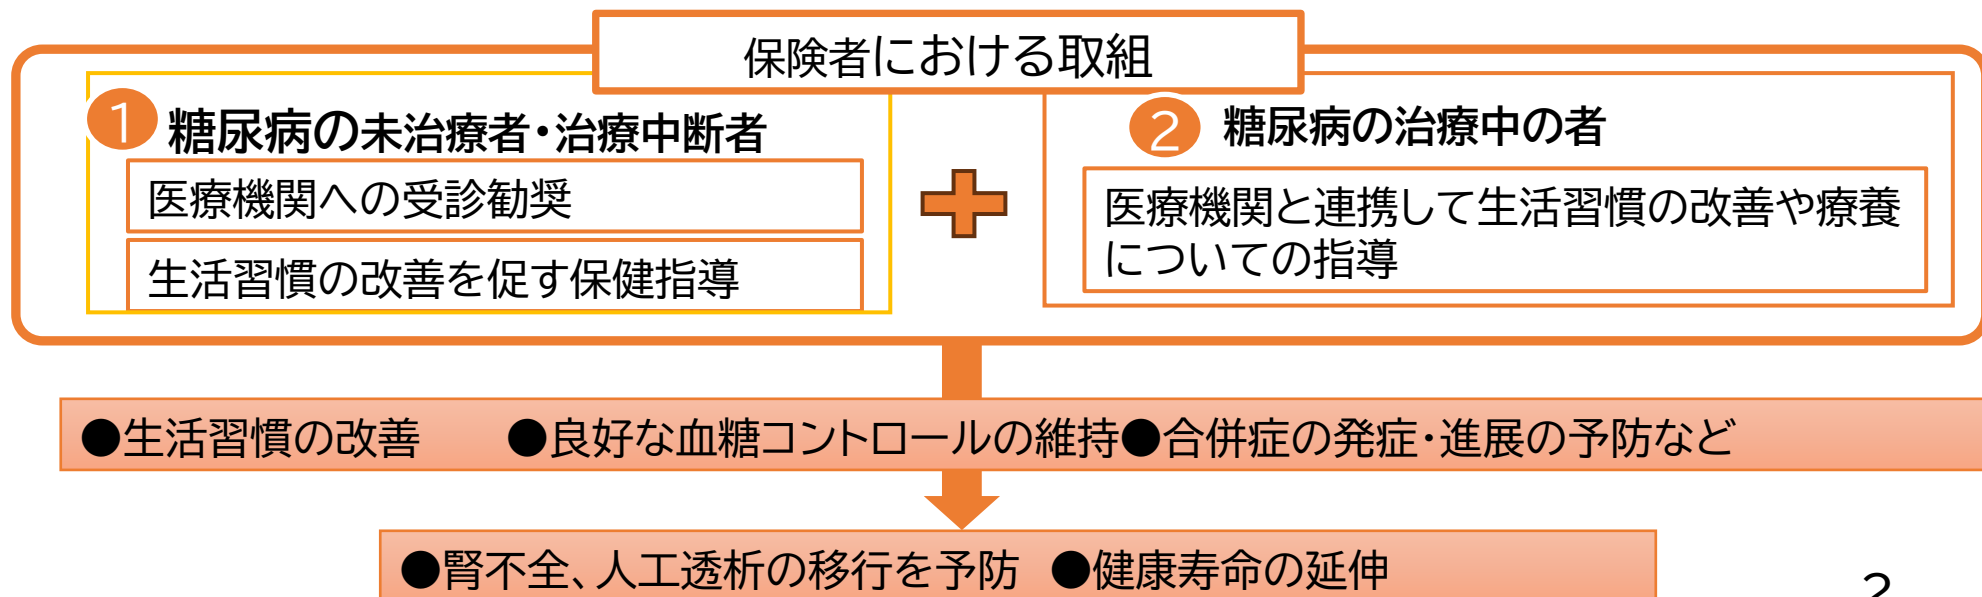 保険者における取組
1 糖尿病の未治療者・治療中断者
医療機関への受診勧奨
生活習慣の改善を促す保健指導
2 糖尿病の治療中の者
医療機関と連携して生活習慣の改善や療養
についての指導
●生活習慣の改善 ●良好な血糖コントロールの維持●合併症の発症・進展の予防など
●腎不全、人工透析の移行を予防 ●健康寿命の延伸
2